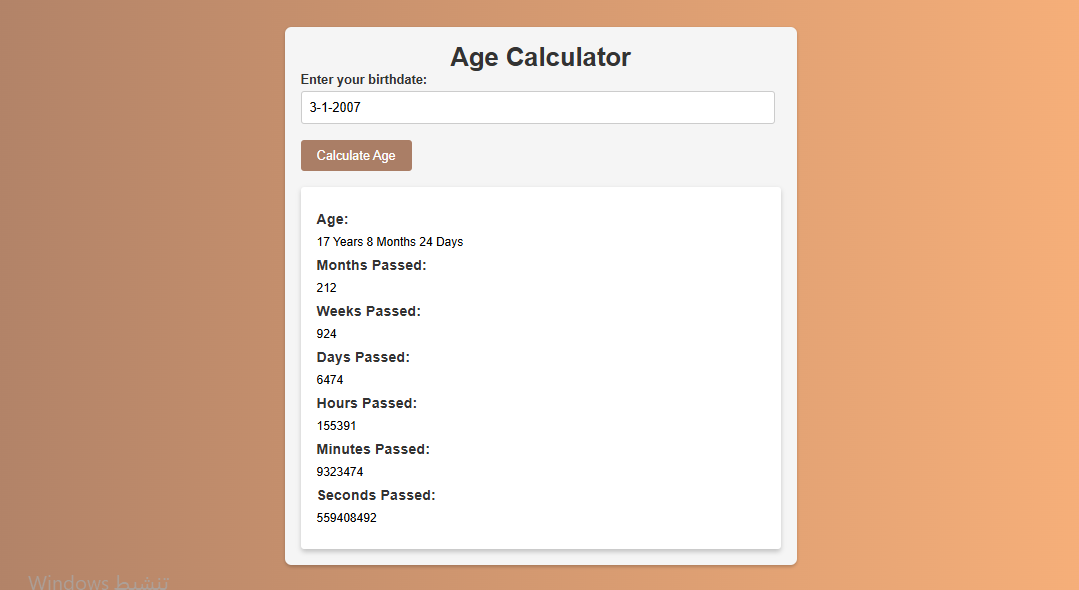 Age Calculator
Enter your birthdate:
3-1-2007
Calculate Age
Age:
17 Years 8 Months 24 Days
Months Passed:
212
Weeks Passed:
924
Days Passed:
6474
Hours Passed:
155391
Minutes Passed:
9323474
Seconds Passed:
559408492
تنشيط Windows